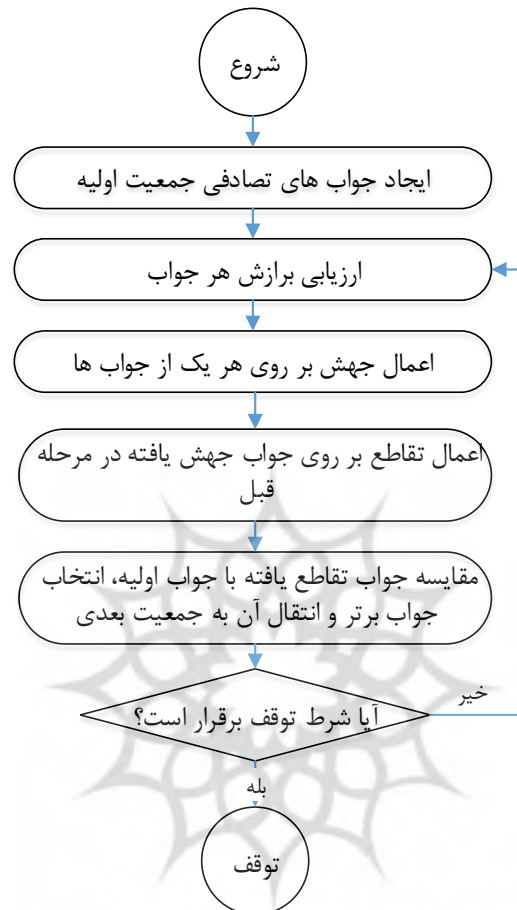 شروع
ایجاد جواب های تصادفی جمعیت اولیه
ارزیابی برازش هر جواب
اعمال جهش بر روی هر یک از جواب ها
اعمال تقاطع بر روی جواب جهش یافته در مرحله
قبل
مقایسه جواب تقاطع یافته با جواب اولیه، انتخاب
جواب برتر و انتقال آن به جمعیت بعدی
آیا شرط توقف برقرار است؟
خیر
بله
توقف